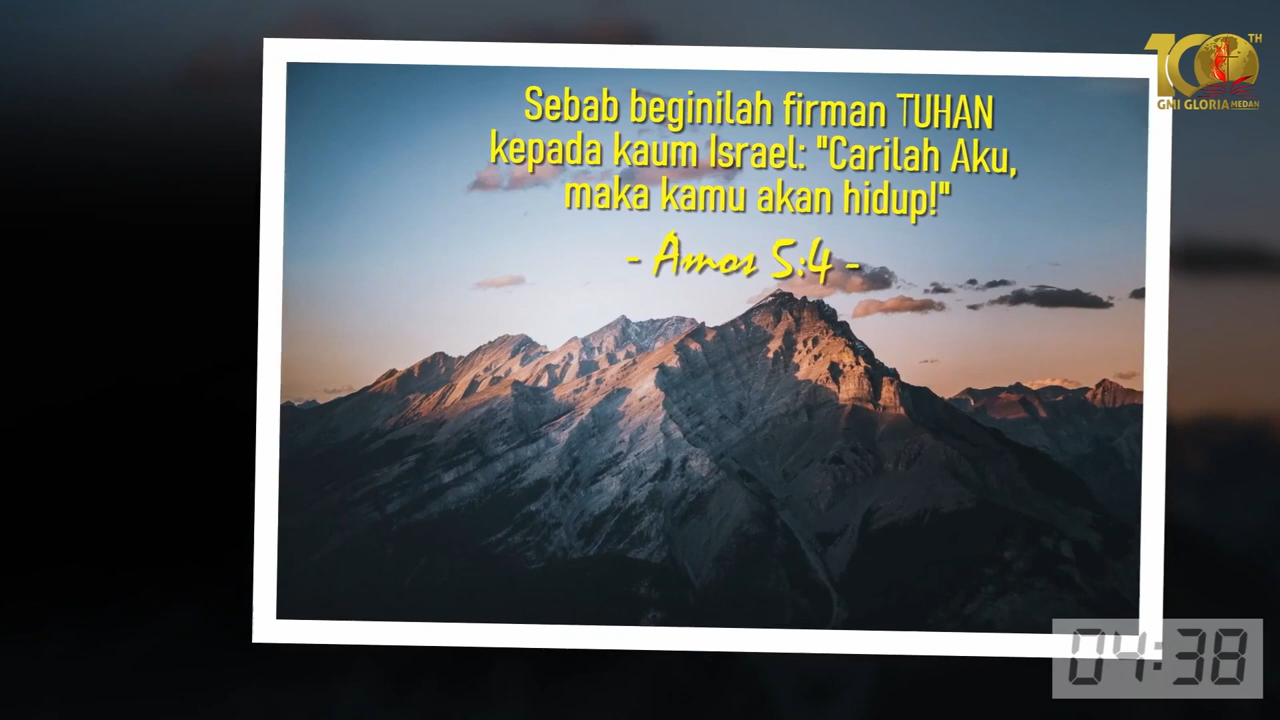 Sebab beginilah firman TUHAN
kepada kaum Israel: "Carilah Aku,
maka kamu akan hidup!"
- Amos 5:4 -
100TH
GMI GLORIA MEDAN
04:38